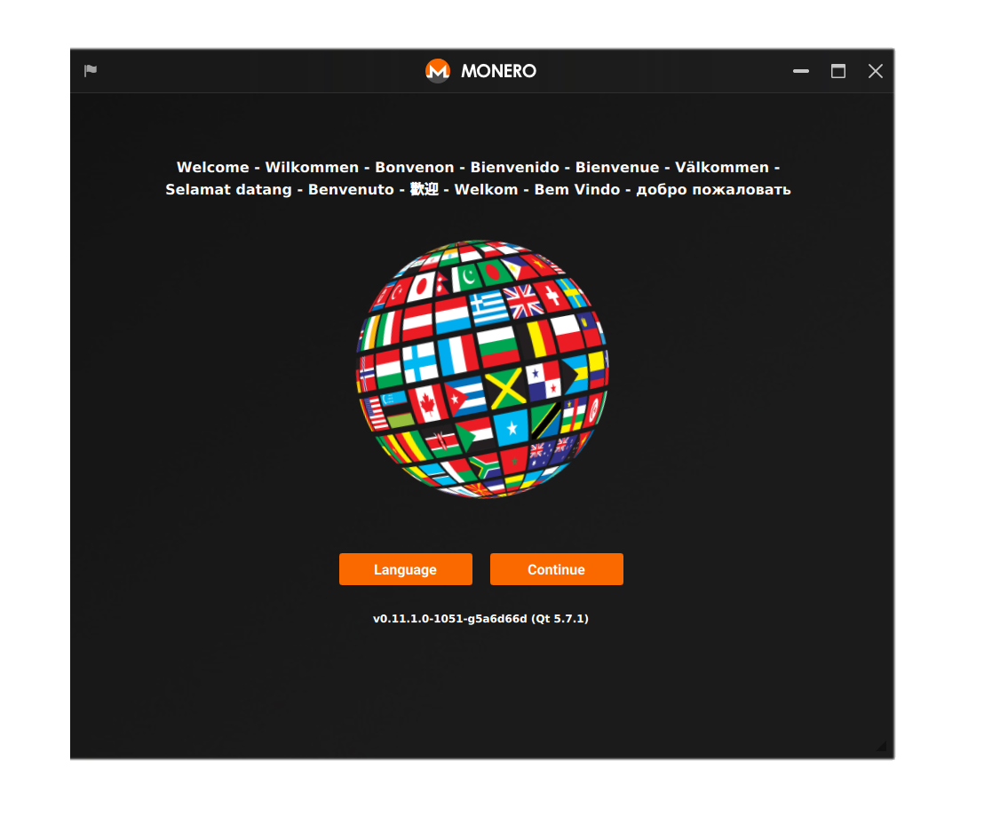 MONERO
Welcome - Wilkommen - Bonvenon - Bienvenido - Bienvenue - Välkommen -
Selamat datang - Benvenuto - 歡迎 - Welkom - Bem Vindo - добро пожаловать
Language
Continue
v0.11.1.0-1051-g5a6d66d (Qt 5.7.1)